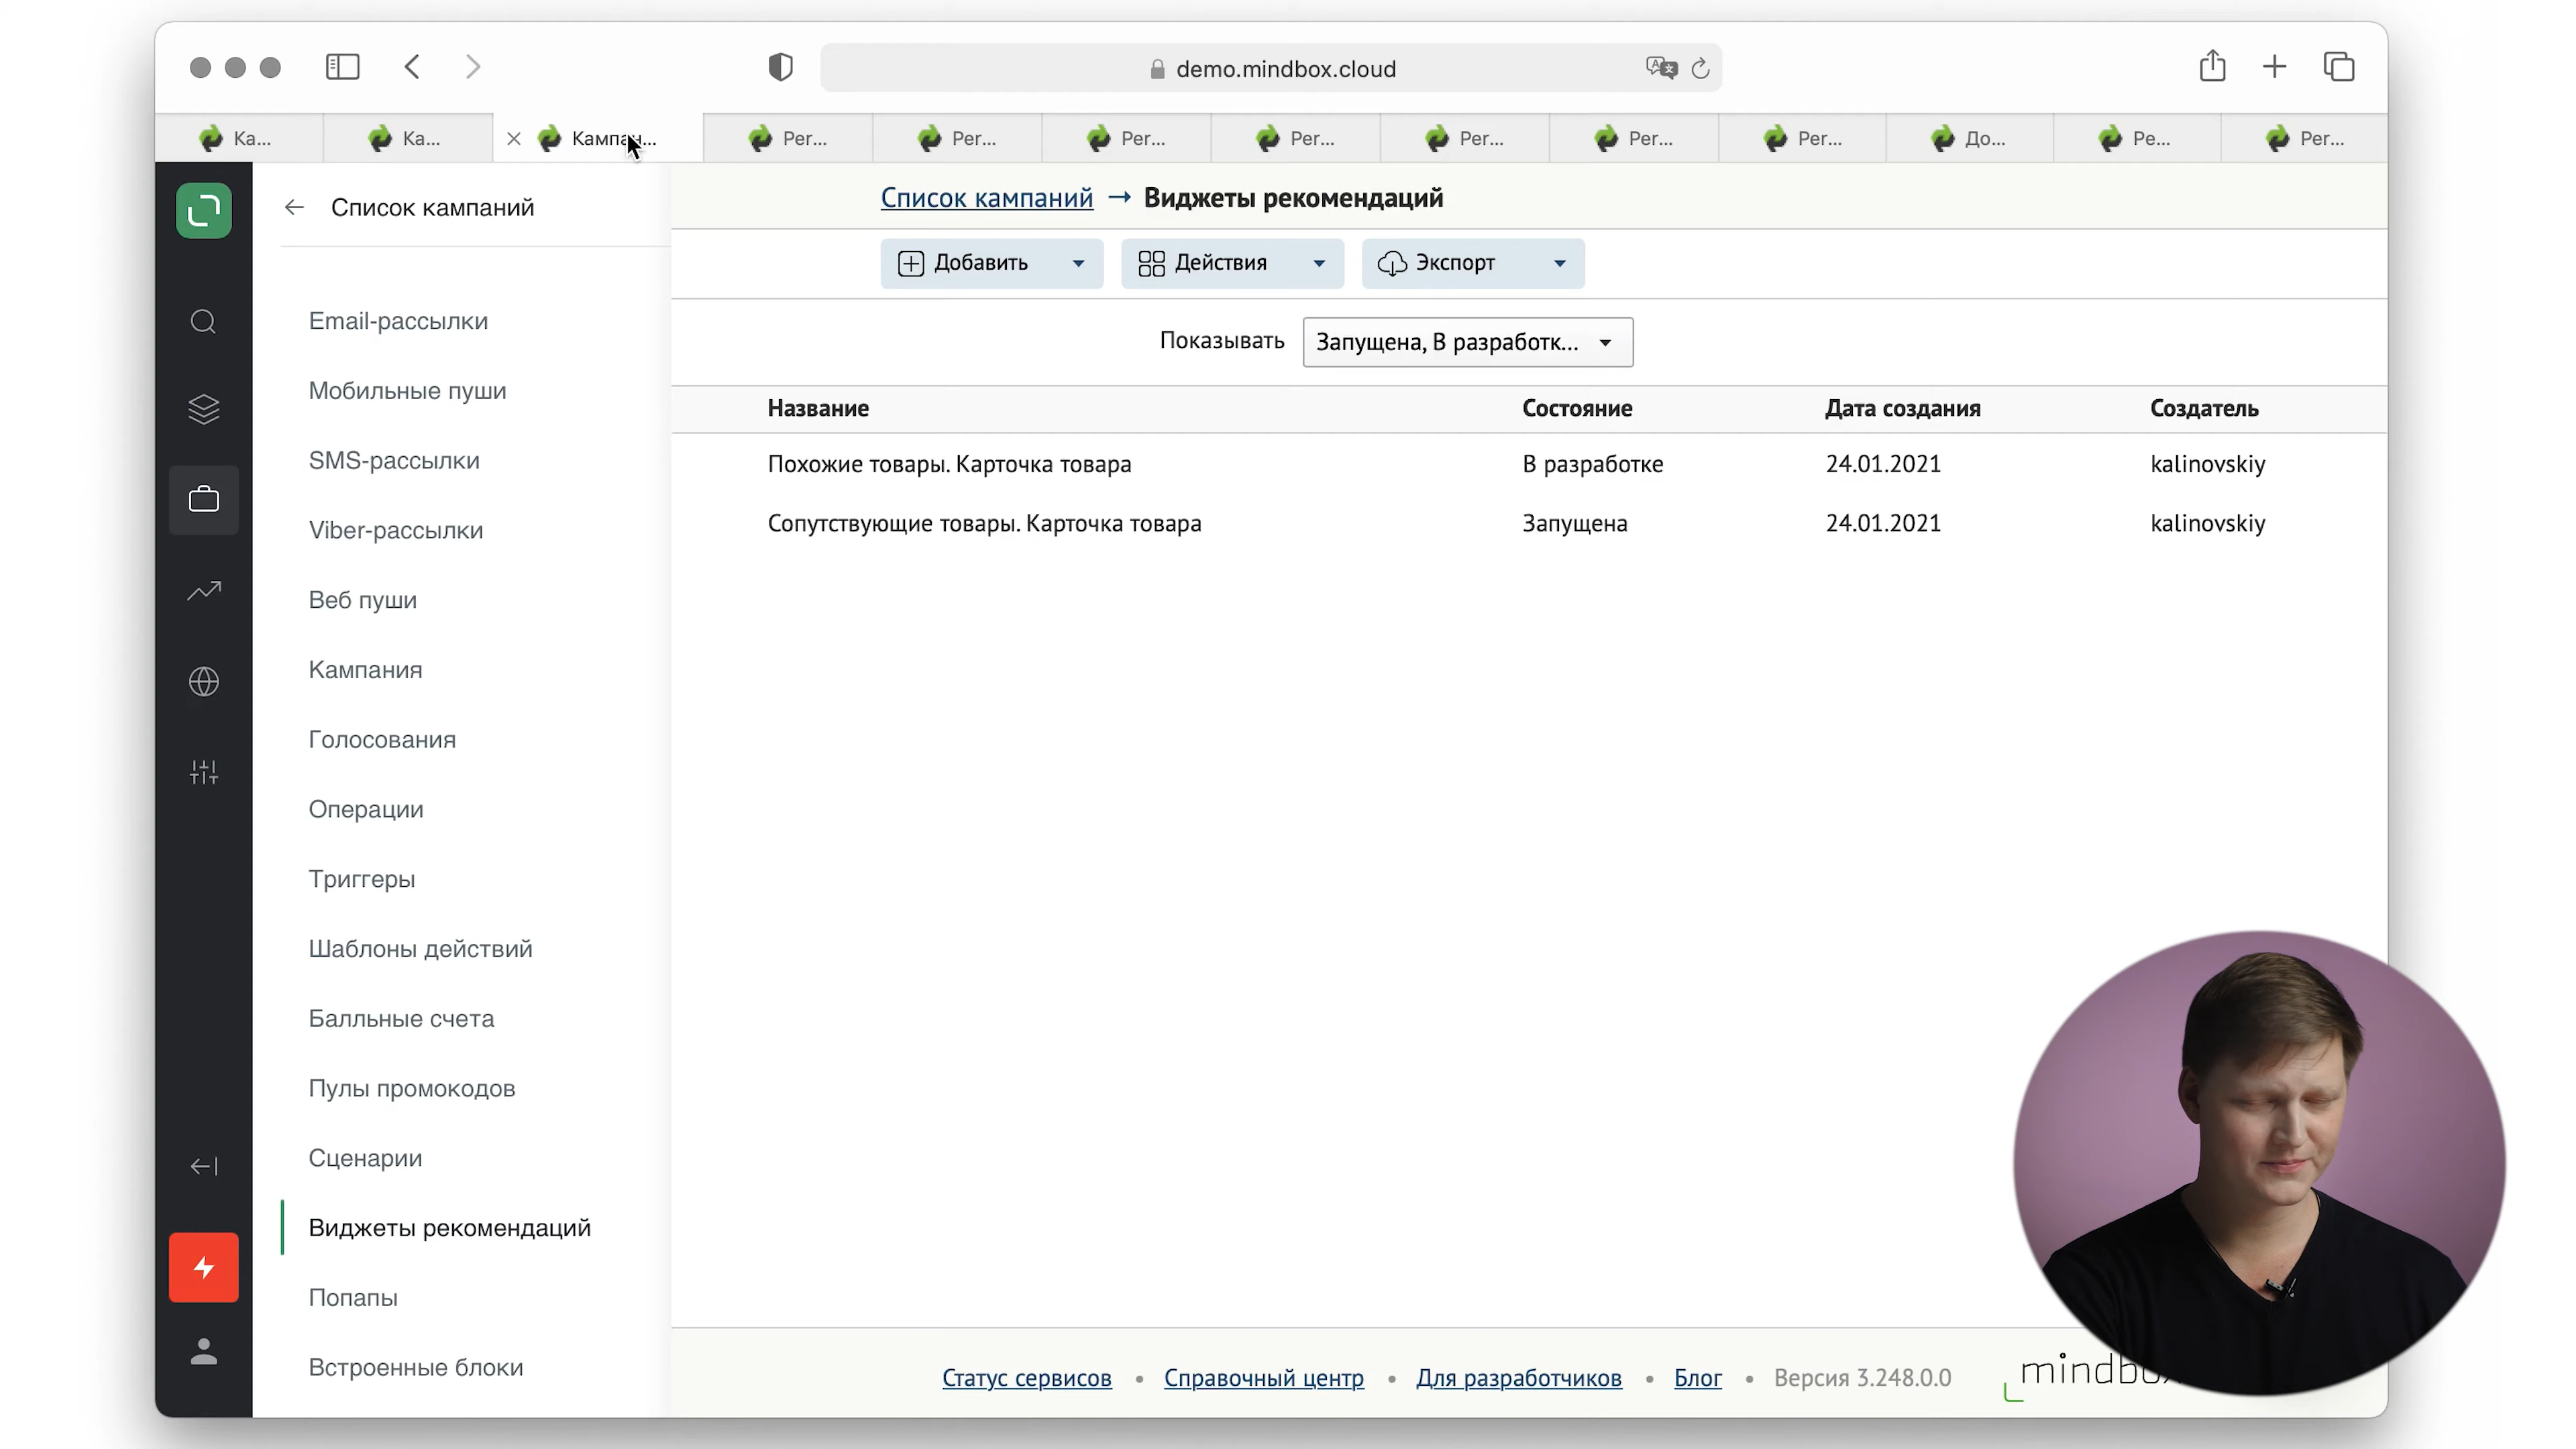 demo.mindbox.cloud
Ка...
Ка...
Кампан...
Рег...
Рег...
Рег...
Рег...
Рег...
Рег...
Рег...
До...
Ре...
Рег...
Список кампаний
Email-рассылки
Мобильные пуши
SMS-рассылки
Viber-рассылки
Веб пуши
Кампания
Голосования
Операции
Триггеры
Шаблоны действий
Балльные счета
Пулы промокодов
Сценарии
Виджеты рекомендаций
Попапы
Встроенные блоки
Список кампаний → Виджеты рекомендаций
Добавить
Действия
Экспорт
Показывать Запущена, В разработк...
Название Состояние Дата создания Создатель
Похожие товары. Карточка товара В разработке 24.01.2021 kalinovskiy
Сопутствующие товары. Карточка товара Запущена 24.01.2021 kalinovskiy
Статус сервисов • Справочный центр • Для разработчиков • Блог • Версия 3.248.0.0
mindbox